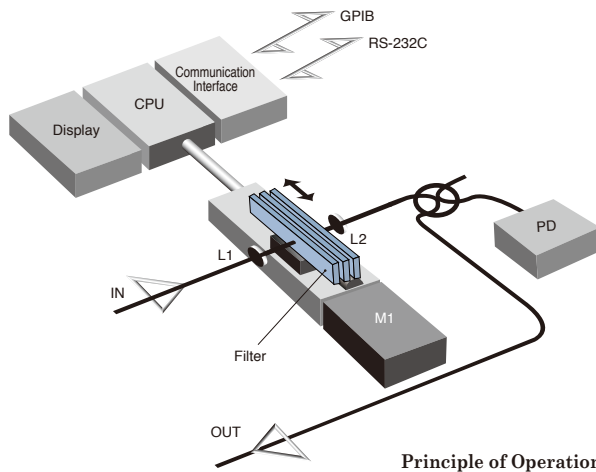 GPIB
RS-232C
Communication
Interface
CPU
Display
L2
PD
L1
IN
M1
Filter
OUT
Principle of Operation